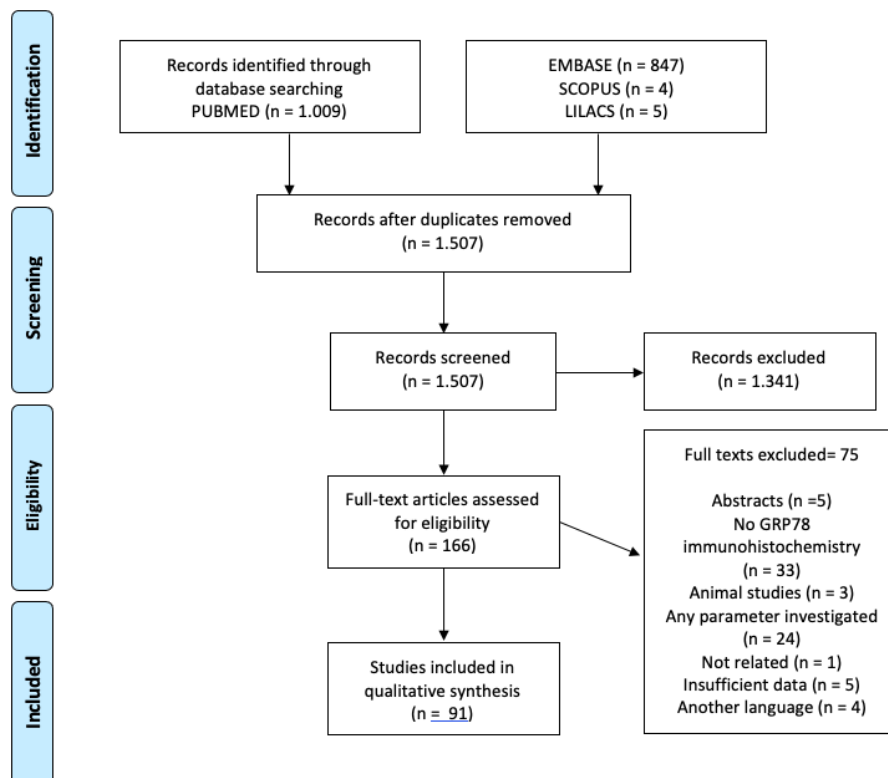 Identification
Records identified through
database searching
PUBMED (n = 1.009)
EMBASE (n = 847)
SCOPUS (n = 4)
LILACS (n = 5)
Records after duplicates removed
(n = 1.507)
Screening
Records screened
(n = 1.507)
Records excluded
(n = 1.341)
Eligibility
Full-text articles assessed
for eligibility
(n = 166)
Full texts excluded= 75
Abstracts (n =5)
No GRP78
immunohistochemistry
(n = 33)
Animal studies (n = 3)
Any parameter investigated
(n = 24)
Not related (n = 1)
Insufficient data (n = 5)
Another language (n = 4)
Included
Studies included in
qualitative synthesis
(n = 91)